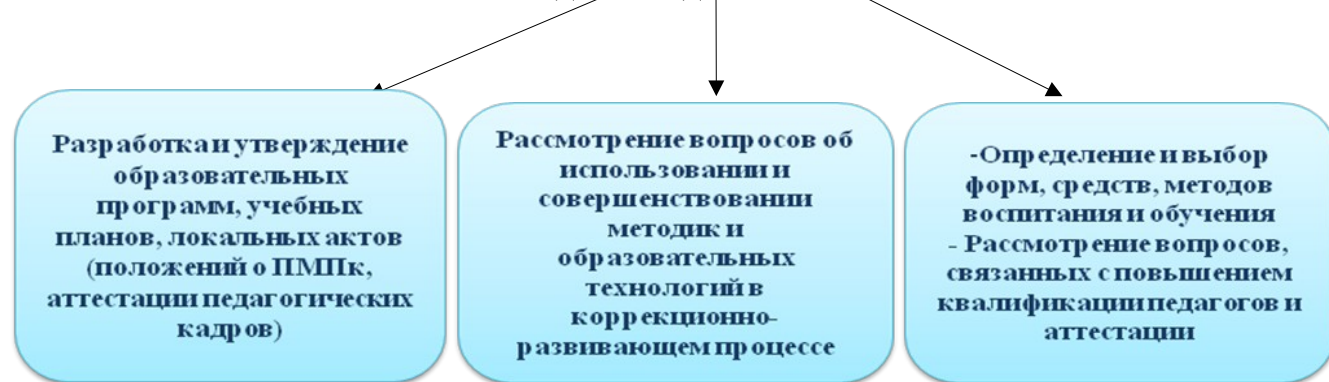 Разработка и утверждение
образовательных
программ, учебных
планов, локальных актов
(положений о ПМПк,
аттестации педагогических
кадров)
Рассмотрение вопросов об
использовании и
совершенствовании
методик и
образовательных
технологий в
коррекционно-
развивающем процессе
-Определение и выбор
форм, средств, методов
воспитания и обучения
- Рассмотрение вопросов,
связанных с повышением
квалификации педагогов и
аттестации